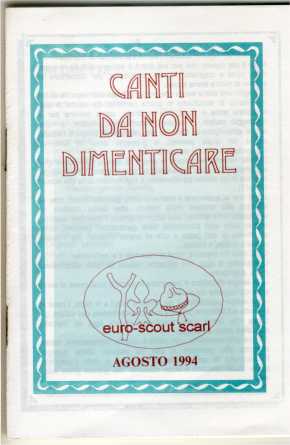 CANTI
DA NON
DIMENTICARE
euro-scout scarl
AGOSTO 1994